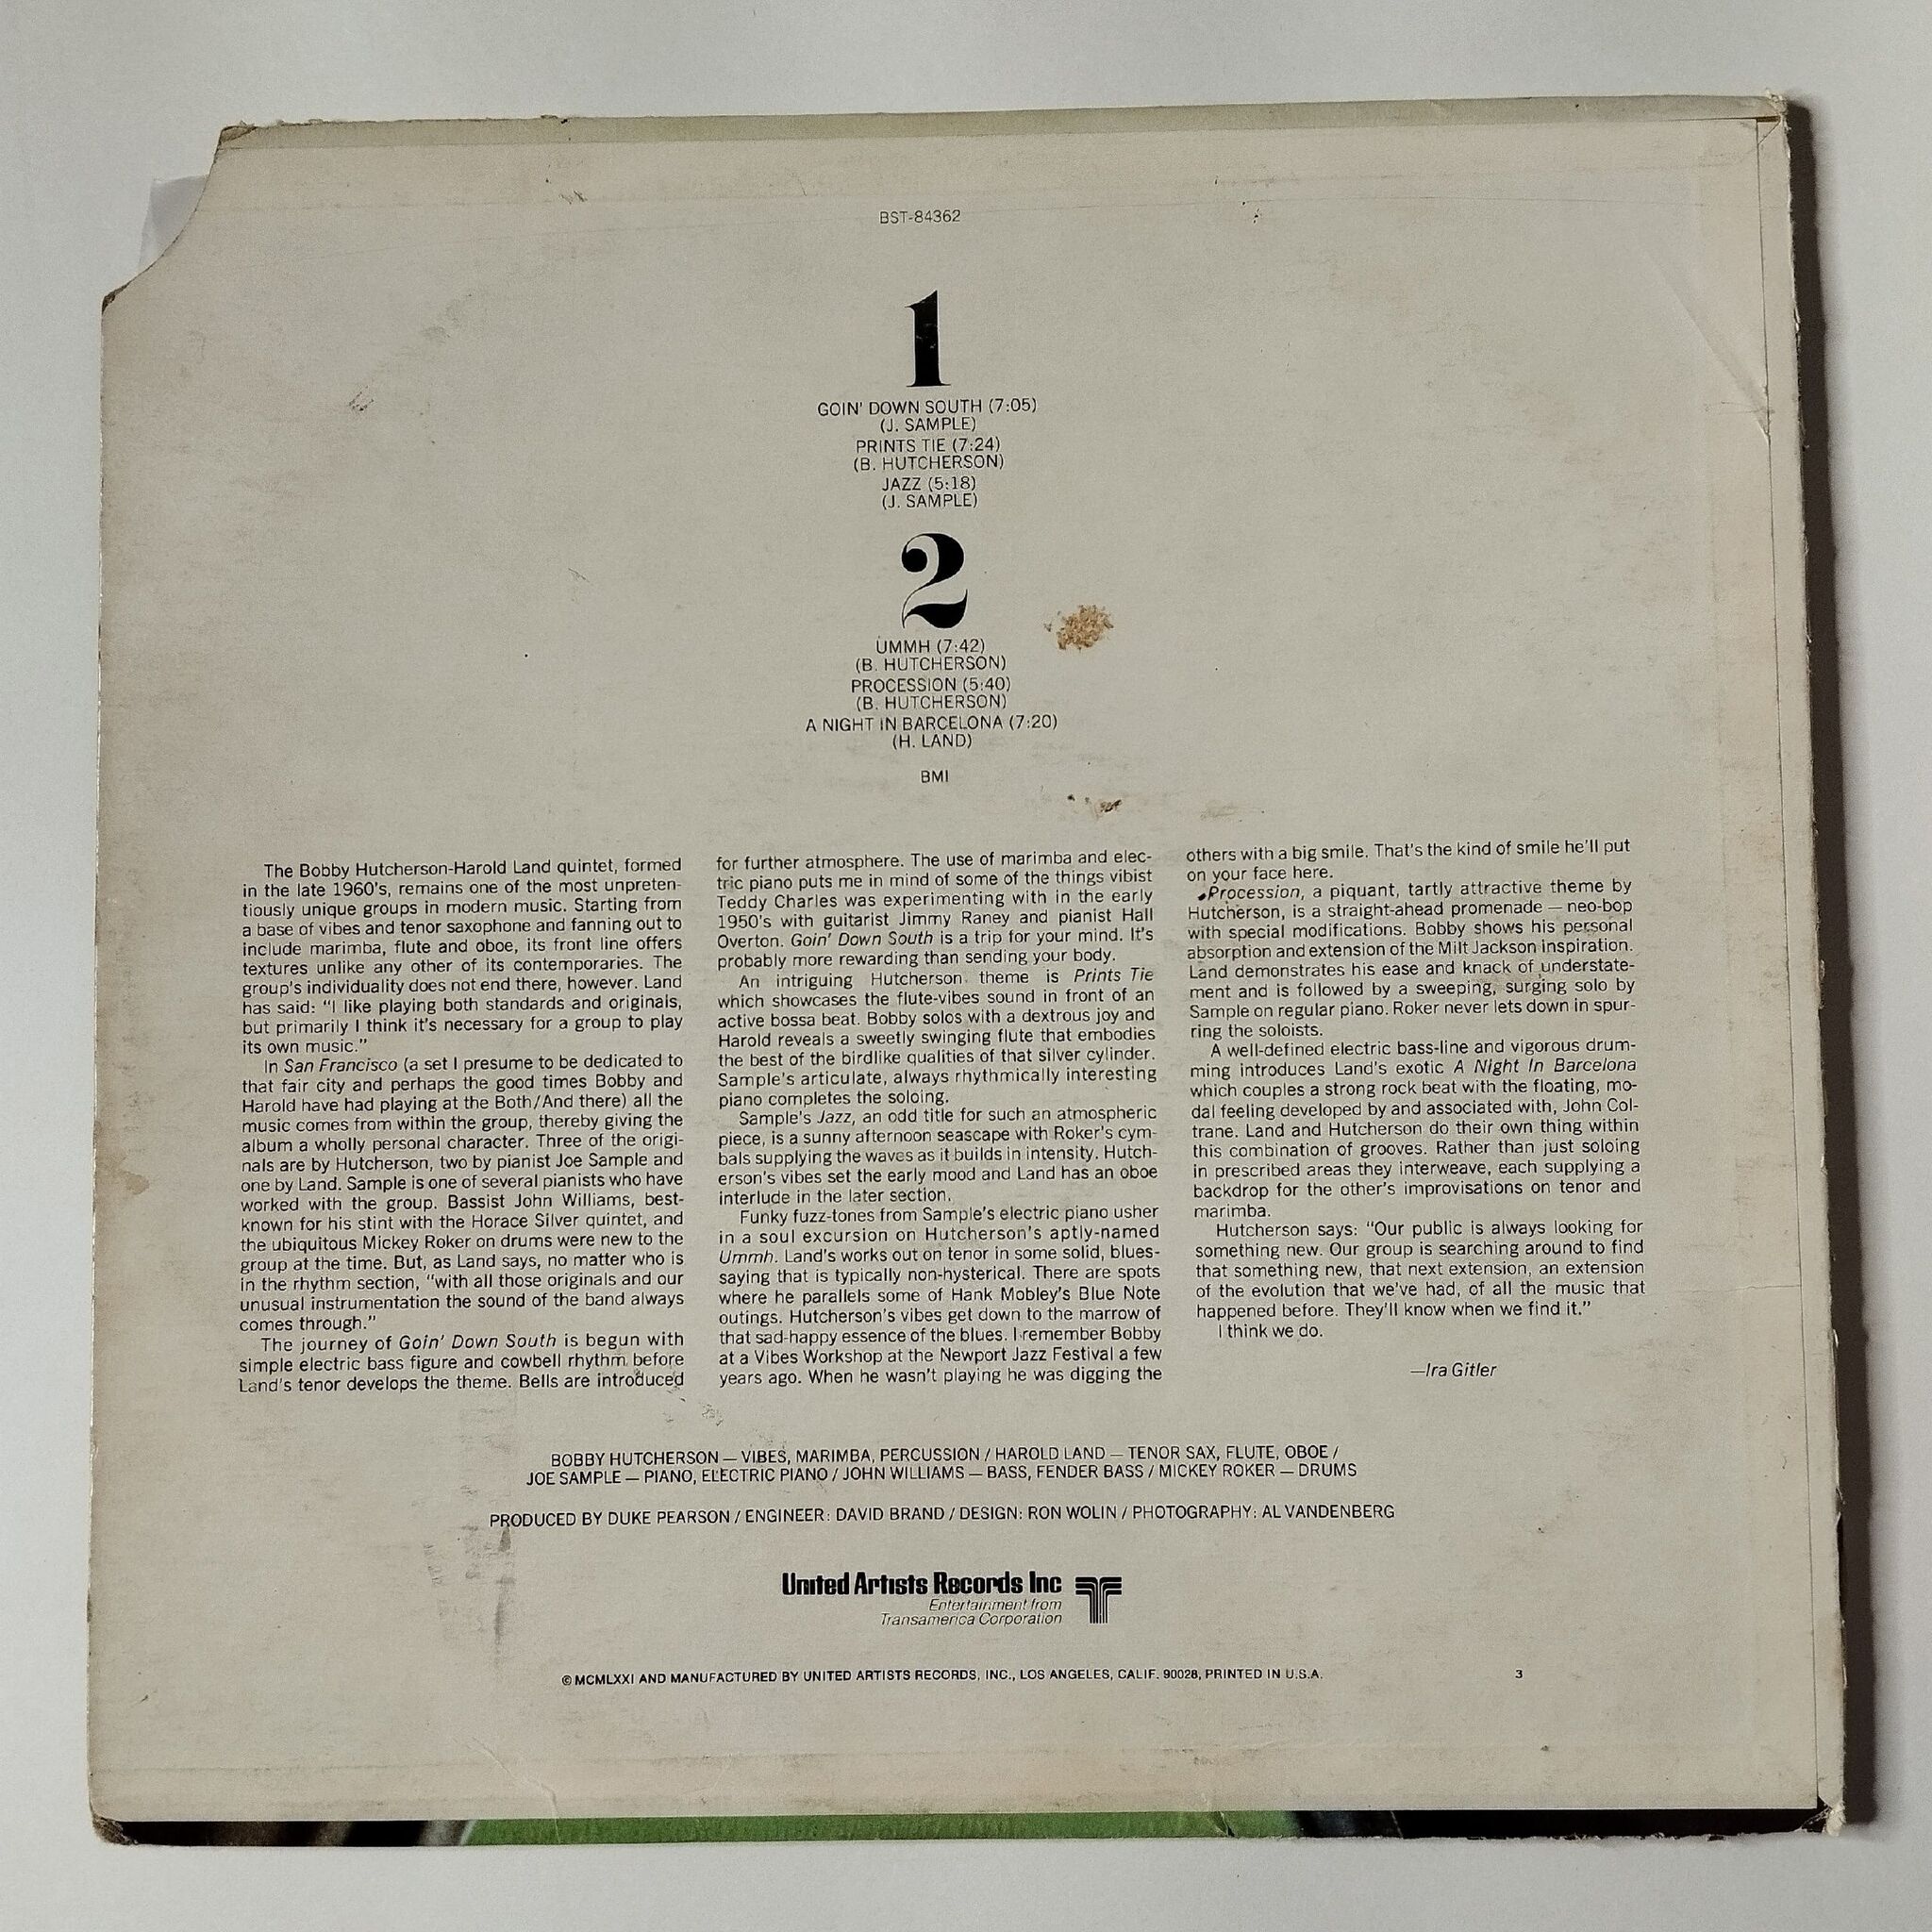 BST-84362
1
GOIN' DOWN SOUTH (7:05)
(J. SAMPLE)
PRINTS TIE (7:24)
(B. HUTCHERSON)
JAZZ (5:18)
(J. SAMPLE)
2
UMMH (7:42)
(B. HUTCHERSON)
PROCESSION (5:40)
(B. HUTCHERSON)
A NIGHT IN BARCELONA (7:20)
(H. LAND)
BMI
The Bobby Hutcherson-Harold Land quintet, formed
in the late 1960's, remains one of the most unpreten-
tiously unique groups in modern music. Starting from
a base of vibes and tenor saxophone and fanning out to
include marimba, flute and oboe, its front line offers
textures unlike any other of its contemporaries. The
group's individuality does not end there, however. Land
has said: "I like playing both standards and originals,
but primarily I think it's necessary for a group to play
its own music."
In San Francisco (a set I presume to be dedicated to
that fair city and perhaps the good times Bobby and
Harold have had playing at the Both/And there) all the
music comes from within the group, thereby giving the
album a wholly personal character. Three of the origi-
nals are by Hutcherson, two by pianist Joe Sample and
one by Land. Sample is one of several pianists who have
worked with the group. Bassist John Williams, best-
known for his stint with the Horace Silver quintet, and
the ubiquitous Mickey Roker on drums were new to the
group at the time. But, as Land says, no matter who is
in the rhythm section, "with all those originals and our
unusual instrumentation the sound of the band always
comes through."
The journey of Goin' Down South is begun with
simple electric bass figure and cowbell rhythm before
Land's tenor develops the theme. Bells are introduced
for further atmosphere. The use of marimba and elec-
tric piano puts me in mind of some of the things vibist
Teddy Charles was experimenting with in the early
1950's with guitarist Jimmy Raney and pianist Hall
Overton. Goin' Down South is a trip for your mind. It's
probably more rewarding than sending your body.
An intriguing Hutcherson theme is Prints Tie
which showcases the flute-vibes sound in front of an
active bossa beat. Bobby solos with a dextrous joy and
Harold reveals a sweetly swinging flute that embodies
the best of the birdlike qualities of that silver cylinder.
Sample's articulate, always rhythmically interesting
piano completes the soloing.
Sample's Jazz, an odd title for such an atmospheric
piece, is a sunny afternoon seascape with Roker's cym-
bals supplying the waves as it builds in intensity. Hutch-
erson's vibes set the early mood and Land has an oboe
interlude in the later section.
Funky fuzz-tones from Sample's electric piano usher
in a soul excursion on Hutcherson's aptly-named
Ummh. Land's works out on tenor in some solid, blues-
saying that is typically non-hysterical. There are spots
where he parallels some of Hank Mobley's Blue Note
outings. Hutcherson's vibes get down to the marrow of
that sad-happy essence of the blues. I remember Bobby
at a Vibes Workshop at the Newport Jazz Festival a few
years ago. When he wasn't playing he was digging the
others with a big smile. That's the kind of smile he'll put
on your face here.
Procession, a piquant, tartly attractive theme by
Hutcherson, is a straight-ahead promenade — neo-bop
with special modifications. Bobby shows his personal
absorption and extension of the Milt Jackson inspiration.
Land demonstrates his ease and knack of understate-
ment and is followed by a sweeping, surging solo by
Sample on regular piano. Roker never lets down in spur-
ring the soloists.
A well-defined electric bass-line and vigorous drum-
ming introduces Land's exotic A Night In Barcelona
which couples a strong rock beat with the floating, mo-
dal feeling developed by and associated with, John Col-
trane. Land and Hutcherson do their own thing within
this combination of grooves. Rather than just soloing
in prescribed areas they interweave, each supplying a
backdrop for the other's improvisations on tenor and
marimba.
Hutcherson says: "Our public is always looking for
something new. Our group is searching around to find
that something new, that next extension, an extension
of the evolution that we've had, of all the music that
happened before. They'll know when we find it."
I think we do.
—Ira Gitler
BOBBY HUTCHERSON — VIBES, MARIMBA, PERCUSSION / HAROLD LAND — TENOR SAX, FLUTE, OBOE /
JOE SAMPLE — PIANO, ELECTRIC PIANO / JOHN WILLIAMS — BASS, FENDER BASS / MICKEY ROKER — DRUMS
PRODUCED BY DUKE PEARSON / ENGINEER: DAVID BRAND / DESIGN: RON WOLIN / PHOTOGRAPHY: AL VANDENBERG
United Artists Records Inc
Entertainment from
Transamerica Corporation
© MCMLXXI AND MANUFACTURED BY UNITED ARTISTS RECORDS, INC., LOS ANGELES, CALIF. 90028, PRINTED IN U.S.A. 3